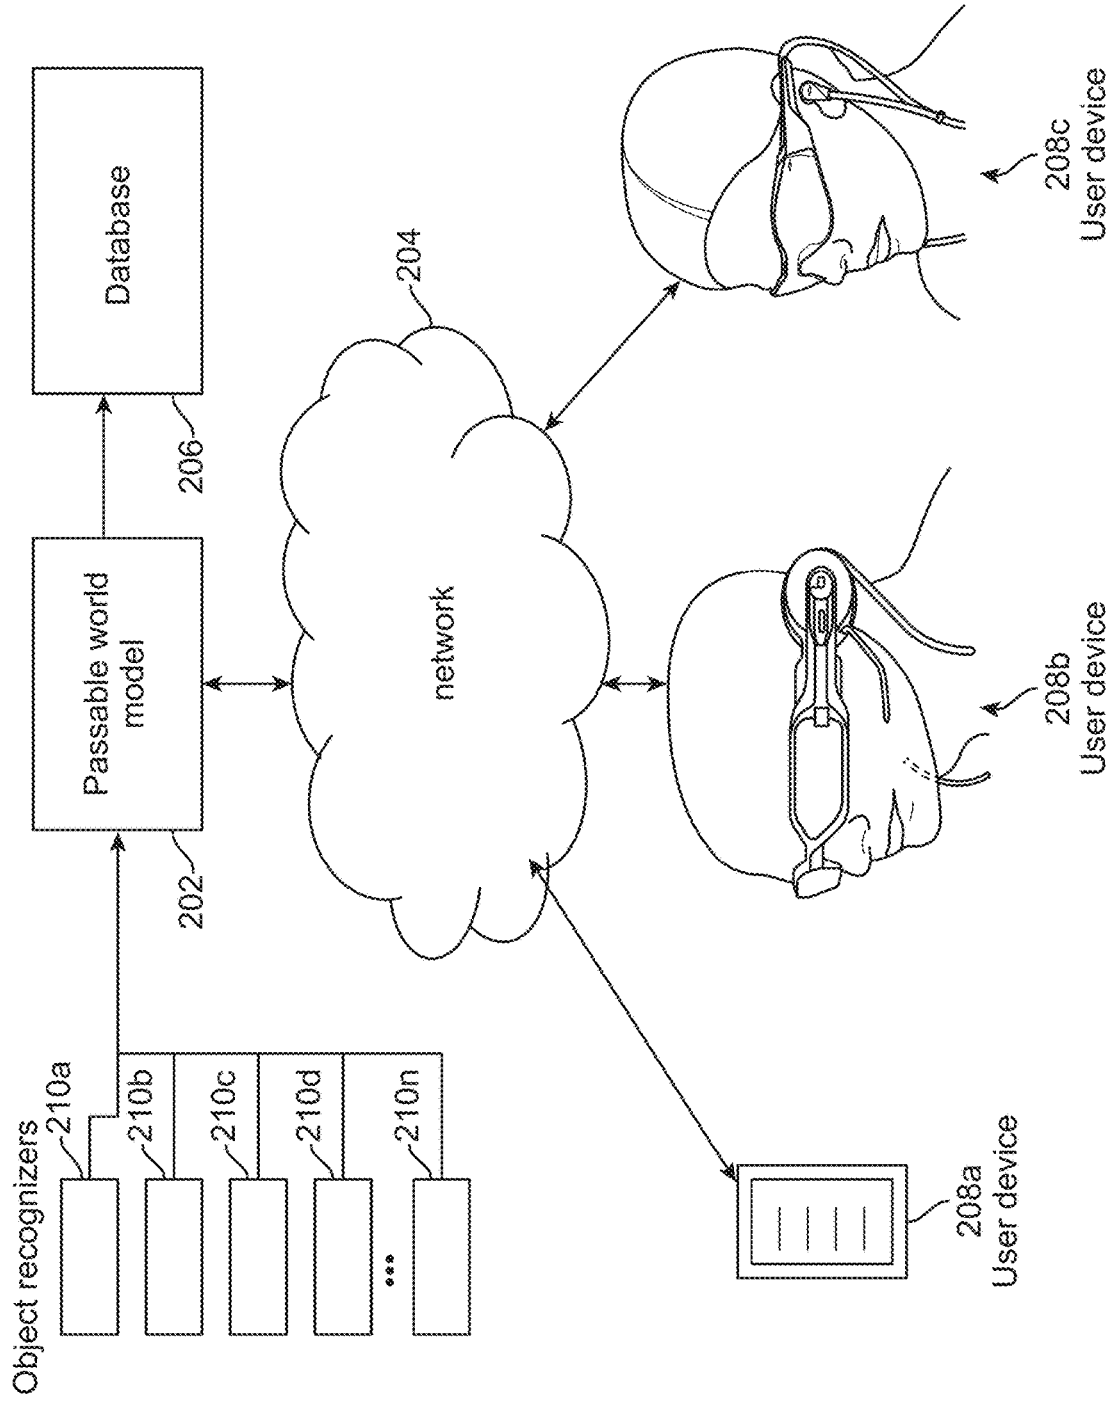 Object recognizers
210a
210b
210c
210d
...
210n
Passable world
model
202
Database
206
network
204
208a
User device
208b
User device
208c
User device